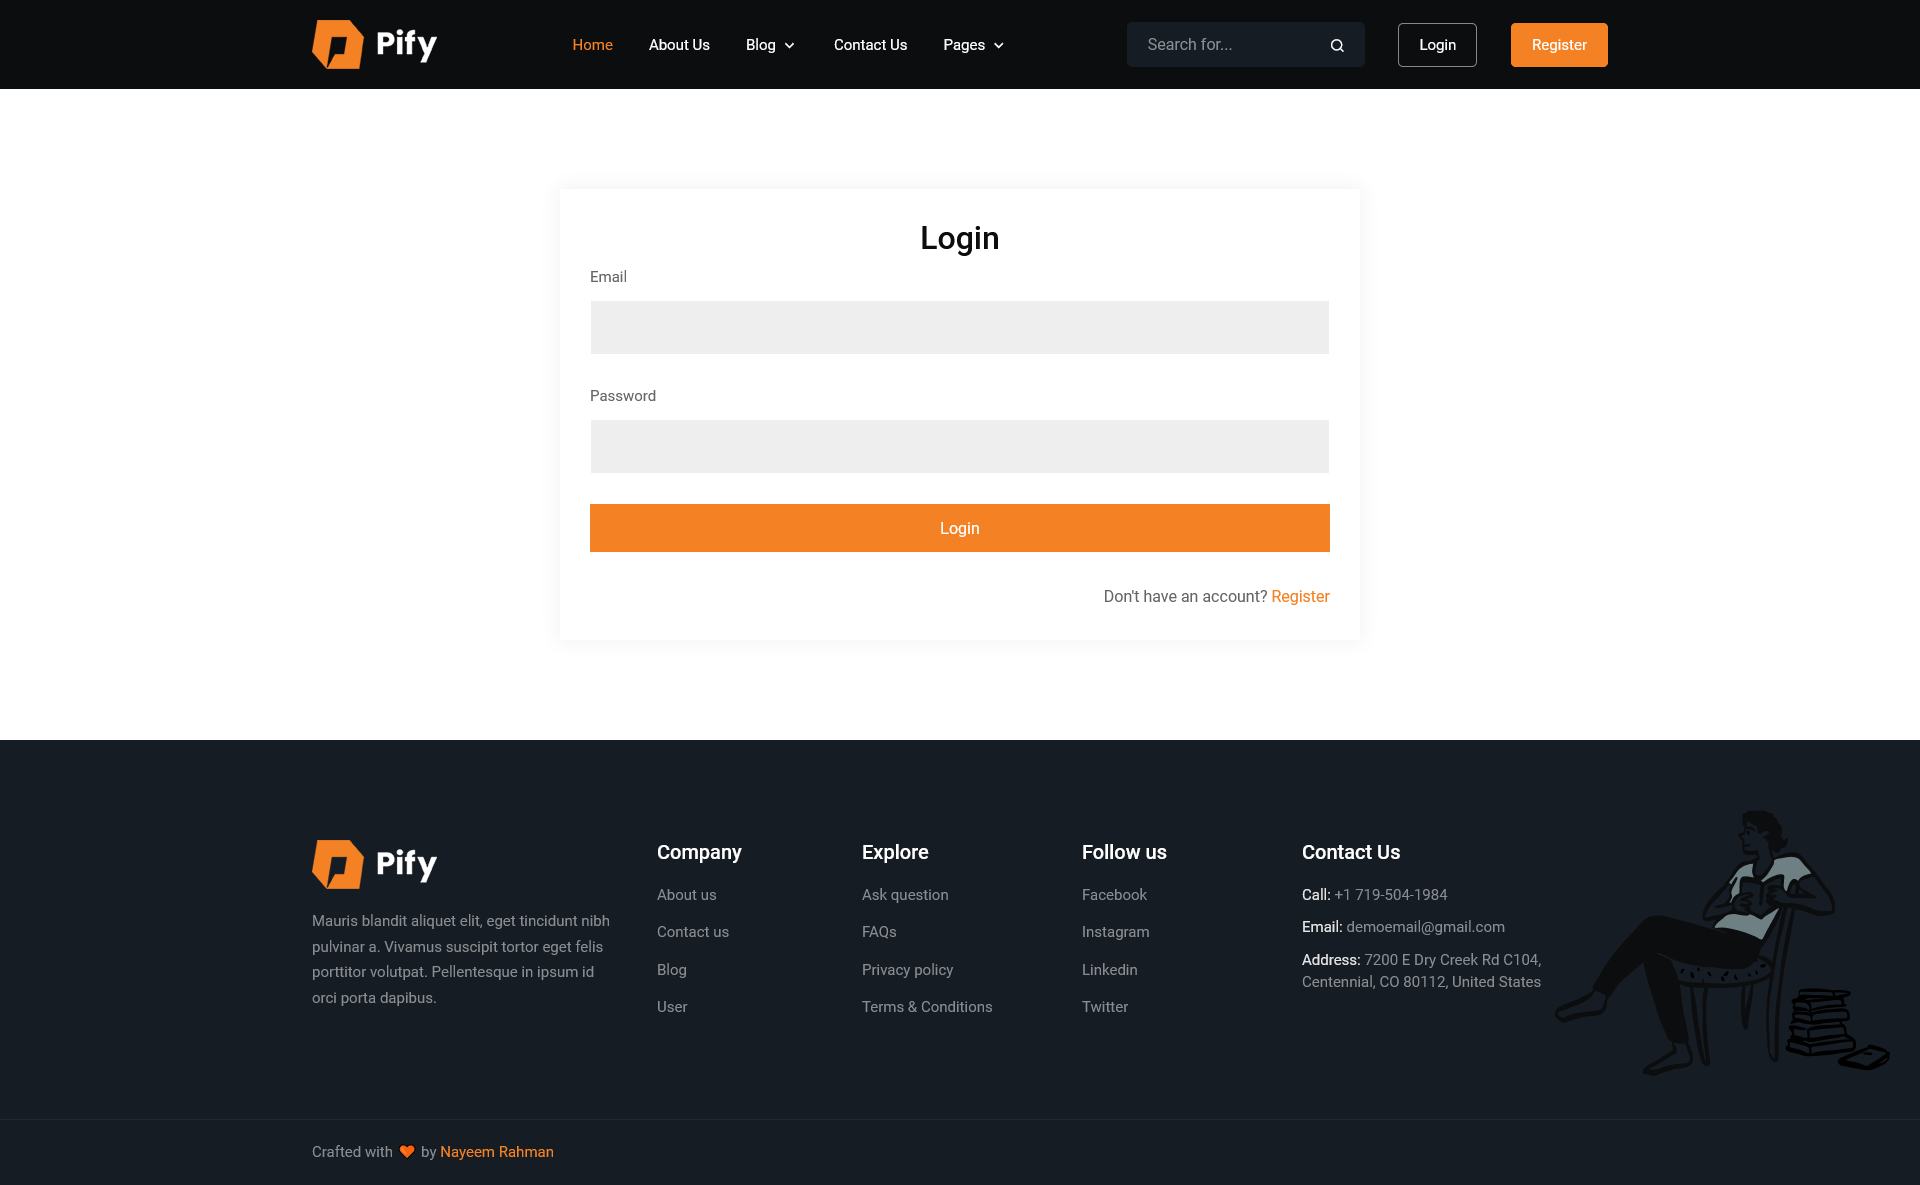 Pify
Home
About Us
Blog
Contact Us
Pages
Search for...
Login
Register
Login
Email
Password
Login
Don't have an account? Register
Pify
Mauris blandit aliquet elit, eget tincidunt nibh
pulvinar a. Vivamus suscipit tortor eget felis
porttitor volutpat. Pellentesque in ipsum id
orci porta dapibus.
Company
About us
Contact us
Blog
User
Explore
Ask question
FAQs
Privacy policy
Terms & Conditions
Follow us
Facebook
Instagram
Linkedin
Twitter
Contact Us
Call: +1 719-504-1984
Email: demoemail@gmail.com
Address: 7200 E Dry Creek Rd C104,
Centennial, CO 80112, United States
Crafted with 🧡 by Nayeem Rahman